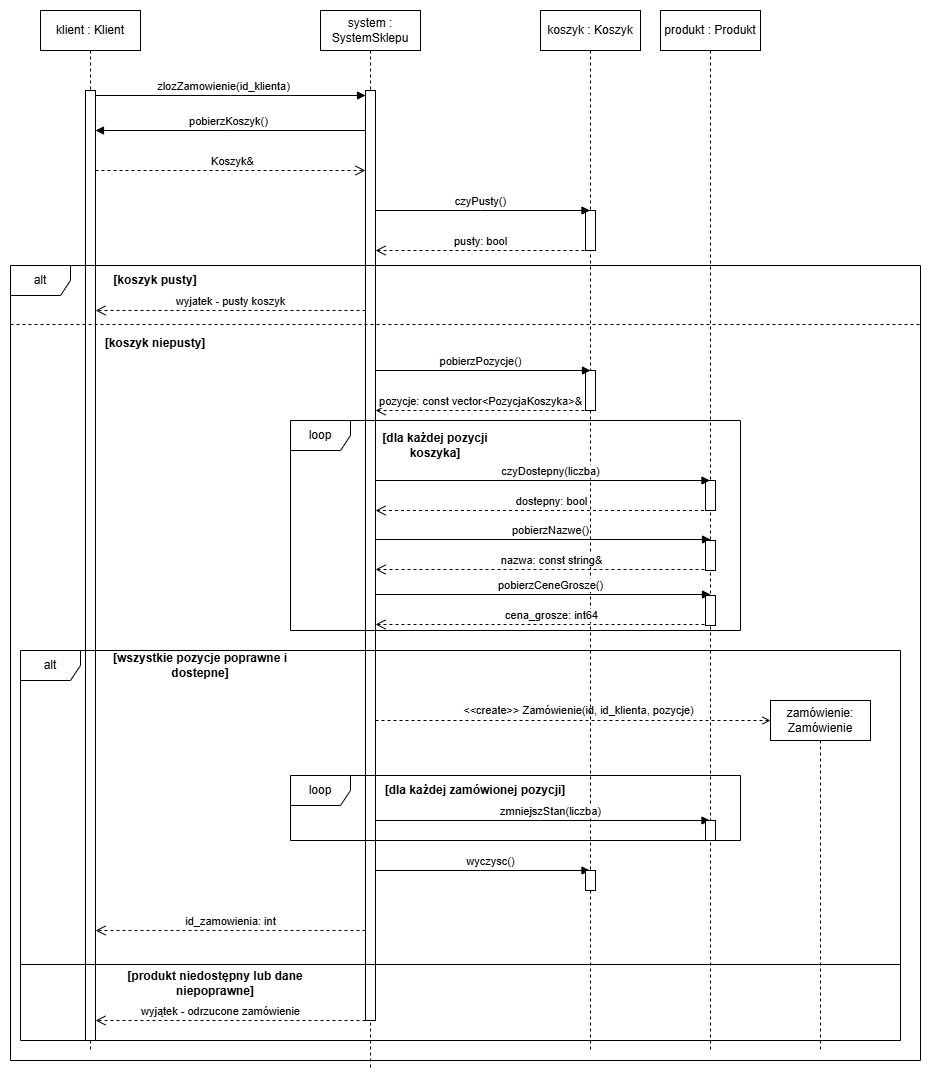 klient : Klient
system :
SystemSklepu
koszyk : Koszyk
produkt : Produkt
zlozZamowienie(id_klienta)
pobierzKoszyk()
Koszyk&
czyPusty()
pusty: bool
alt
[koszyk pusty]
wyjatek - pusty koszyk
[koszyk niepusty]
pobierzPozycje()
pozycje: const vector<PozycjaKoszyka>&
loop
[dla każdej pozycji
koszyka]
czyDostepny(liczba)
dostepny: bool
pobierzNazwe()
nazwa: const string&
pobierzCeneGrosze()
cena_grosze: int64
alt
[wszystkie pozycje poprawne i
dostepne]
<<create>> Zamówienie(id, id_klienta, pozycje)
zamówienie:
Zamówienie
loop
[dla każdej zamówionej pozycji]
zmniejszStan(liczba)
wyczysc()
id_zamowienia: int
[produkt niedostępny lub dane
niepoprawne]
wyjątek - odrzucone zamówienie